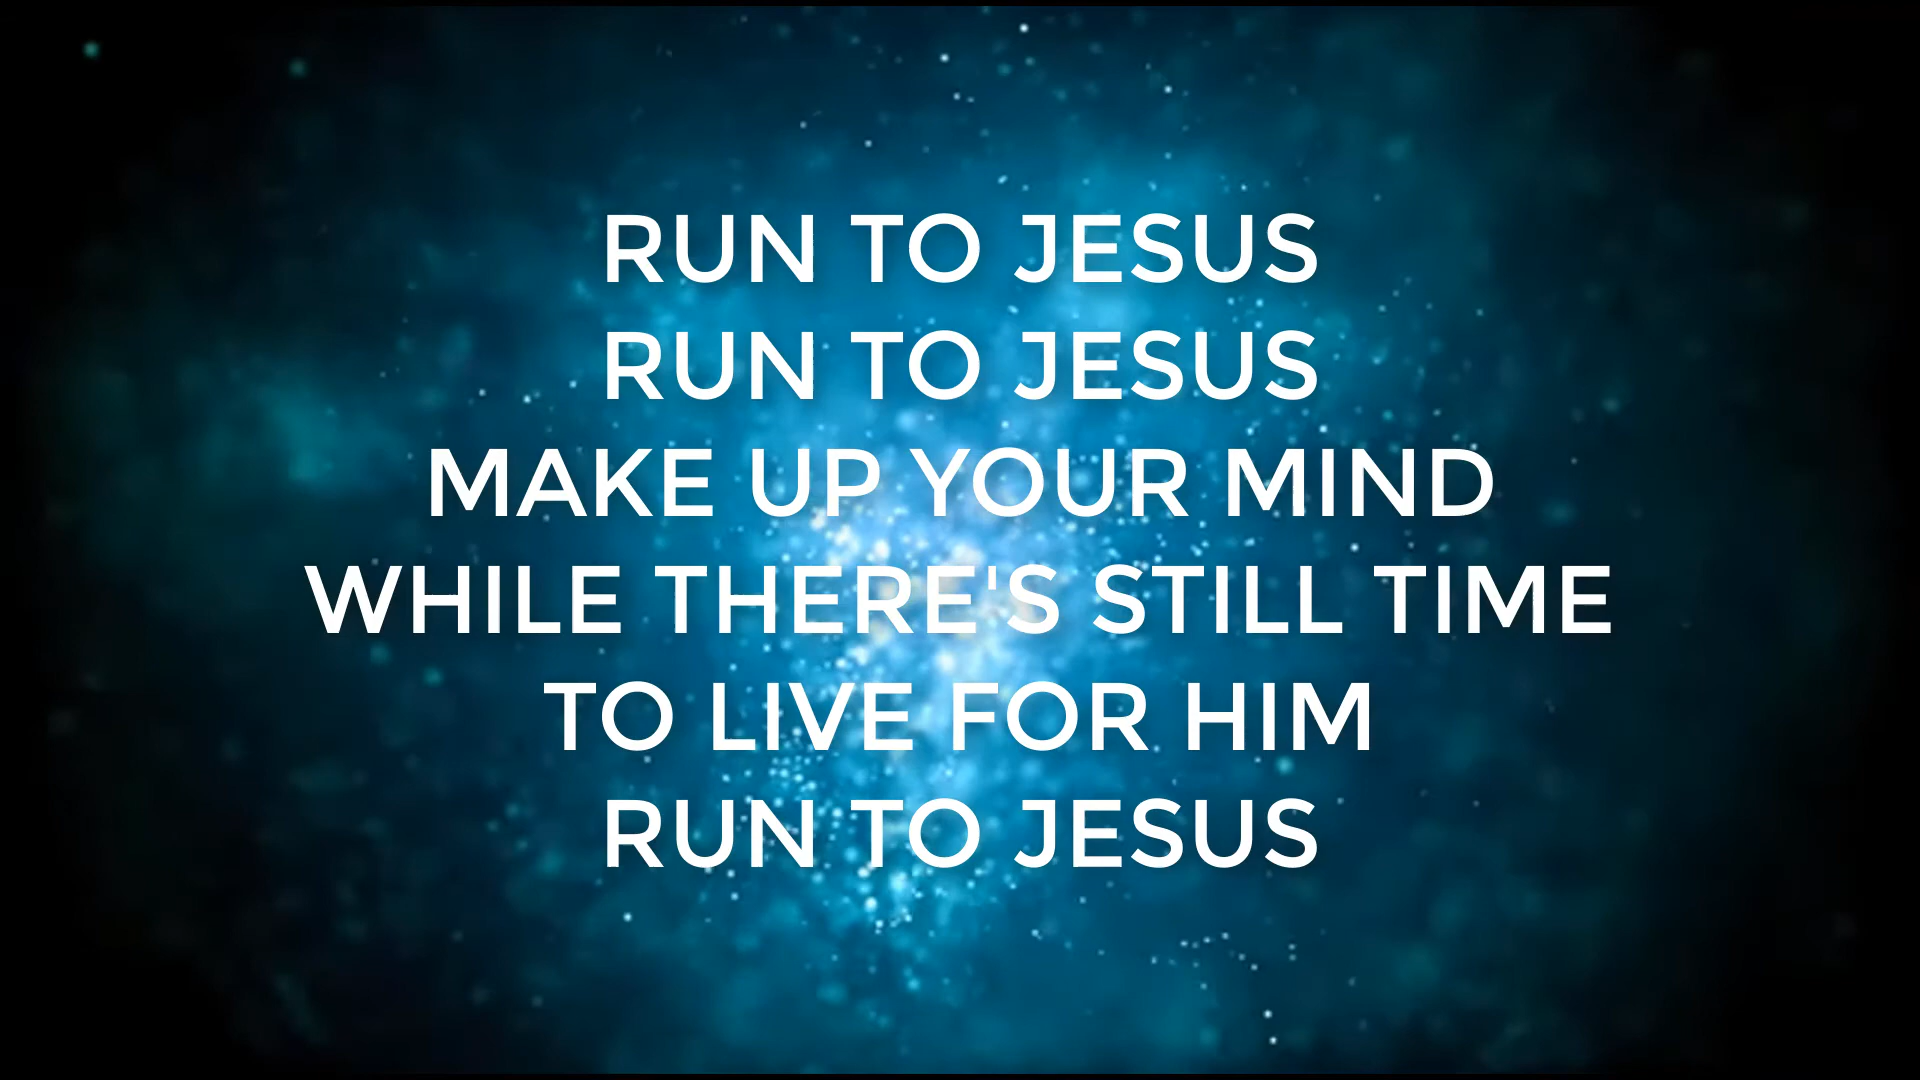 RUN TO JESUS
RUN TO JESUS
MAKE UP YOUR MIND
WHILE THERE'S STILL TIME
TO LIVE FOR HIM
RUN TO JESUS